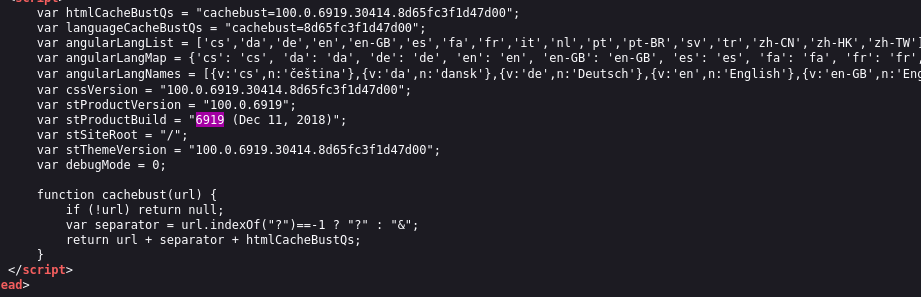 script>
var htmlCacheBustQs = "cachebust=100.0.6919.30414.8d65fc3f1d47d00";
var languageCacheBustQs = "cachebust=8d65fc3f1d47d00";
var angularLangList = ['cs','da','de','en','en-GB','es','fa','fr','it','nl','pt','pt-BR','sv','tr','zh-CN','zh-HK','zh-TW']
var angularLangMap = {'cs': 'cs', 'da': 'da', 'de': 'de', 'en': 'en', 'en-GB': 'en-GB', 'es': 'es', 'fa': 'fa', 'fr': 'fr',
var angularLangNames = [{v:'cs',n:'čeština'},{v:'da',n:'dansk'},{v:'de',n:'Deutsch'},{v:'en',n:'English'},{v:'en-GB',n:'Eng
var cssVersion = "100.0.6919.30414.8d65fc3f1d47d00";
var stProductVersion = "100.0.6919";
var stProductBuild = "6919 (Dec 11, 2018)";
var stSiteRoot = "/";
var stThemeVersion = "100.0.6919.30414.8d65fc3f1d47d00";
var debugMode = 0;
function cachebust(url) {
if (!url) return null;
var separator = url.indexOf("?")==-1 ? "?" : "&";
return url + separator + htmlCacheBustQs;
}
</script>
ead>